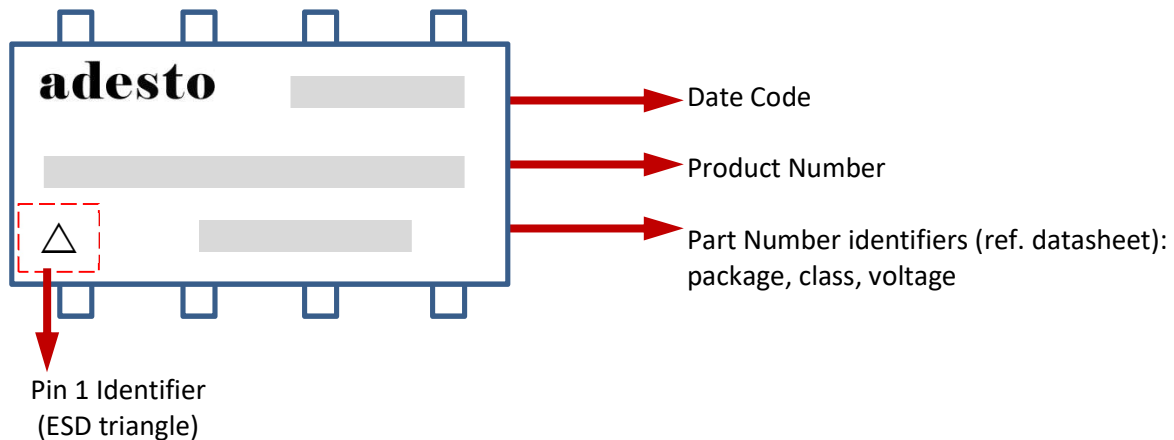 adesto
Date Code
Product Number
Part Number identifiers (ref. datasheet):
package, class, voltage
Pin 1 Identifier
(ESD triangle)